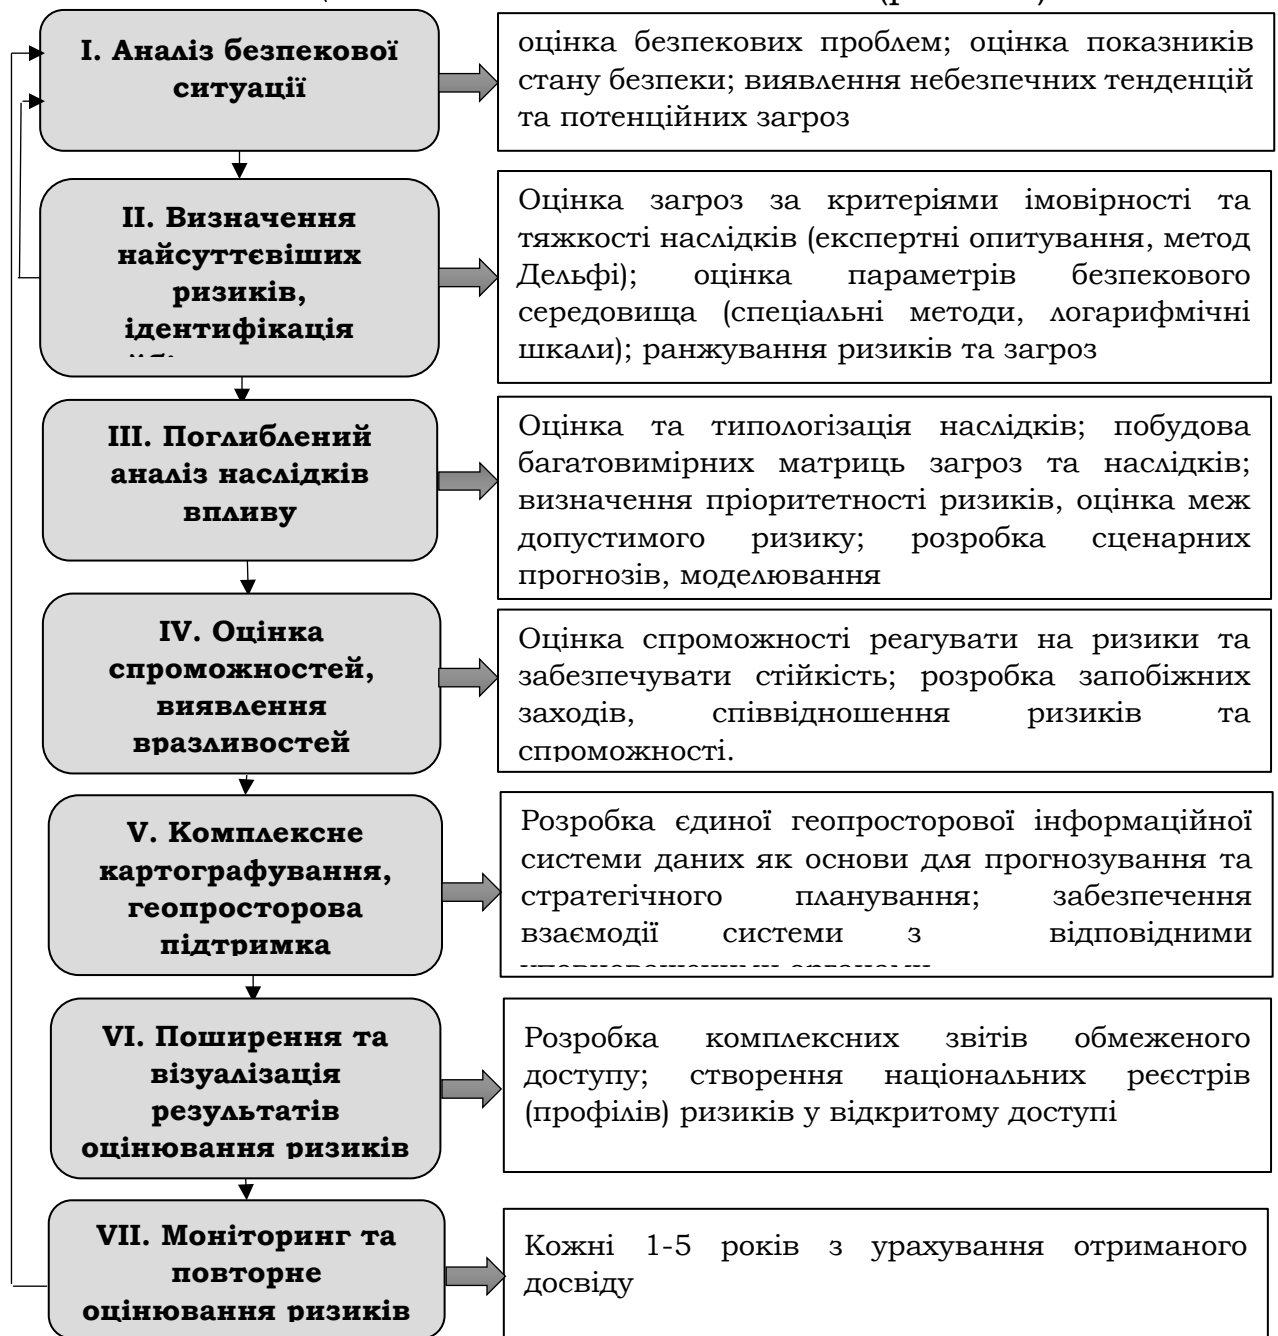 І. Аналіз безпекової
ситуації
оцінка безпекових проблем; оцінка показників
стану безпеки; виявлення небезпечних тенденцій
та потенційних загроз
ІІ. Визначення
найсуттєвіших
ризиків,
ідентифікація
Оцінка загроз за критеріями імовірності та
тяжкості наслідків (експертні опитування, метод
Дельфі); оцінка параметрів безпекового
середовища (спеціальні методи, логарифмічні
шкали); ранжування ризиків та загроз
ІІІ. Поглиблений
аналіз наслідків
впливу
Оцінка та типологізація наслідків; побудова
багатовимірних матриць загроз та наслідків;
визначення пріоритетності ризиків, оцінка меж
допустимого ризику; розробка сценарних
прогнозів, моделювання
IV. Оцінка
спроможностей,
виявлення
вразливостей
Оцінка спроможності реагувати на ризики та
забезпечувати стійкість; розробка запобіжних
заходів, співвідношення ризиків та
спроможності.
V. Комплексне
картографування,
геопросторова
підтримка
Розробка єдиної геопросторової інформаційної
системи даних як основи для прогнозування та
стратегічного планування; забезпечення
взаємодії системи з відповідними
VI. Поширення та
візуалізація
результатів
оцінювання ризиків
Розробка комплексних звітів обмеженого
доступу; створення національних реєстрів
(профілів) ризиків у відкритому доступі
VII. Моніторинг та
повторне
оцінювання ризиків
Кожні 1-5 років з урахування отриманого
досвіду